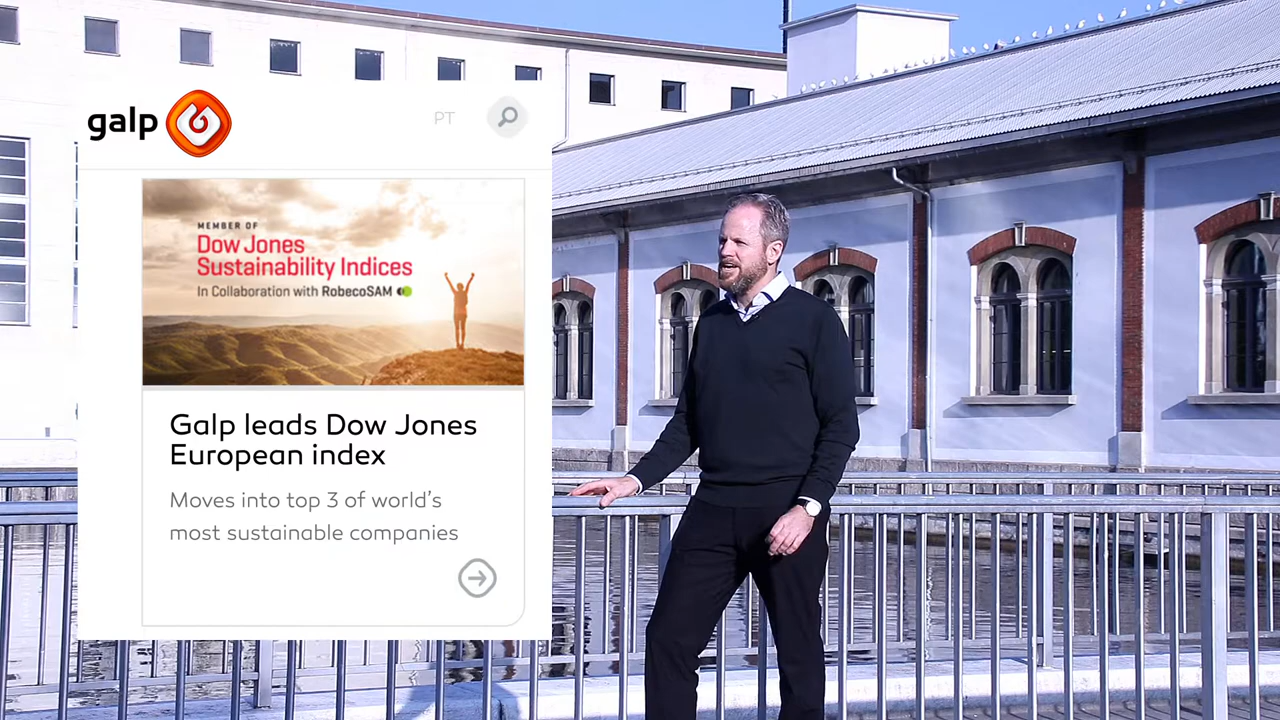 galp
PT
MEMBER OF
Dow Jones
Sustainability Indices
In Collaboration with RobecoSAM
Galp leads Dow Jones
European index
Moves into top 3 of world's
most sustainable companies